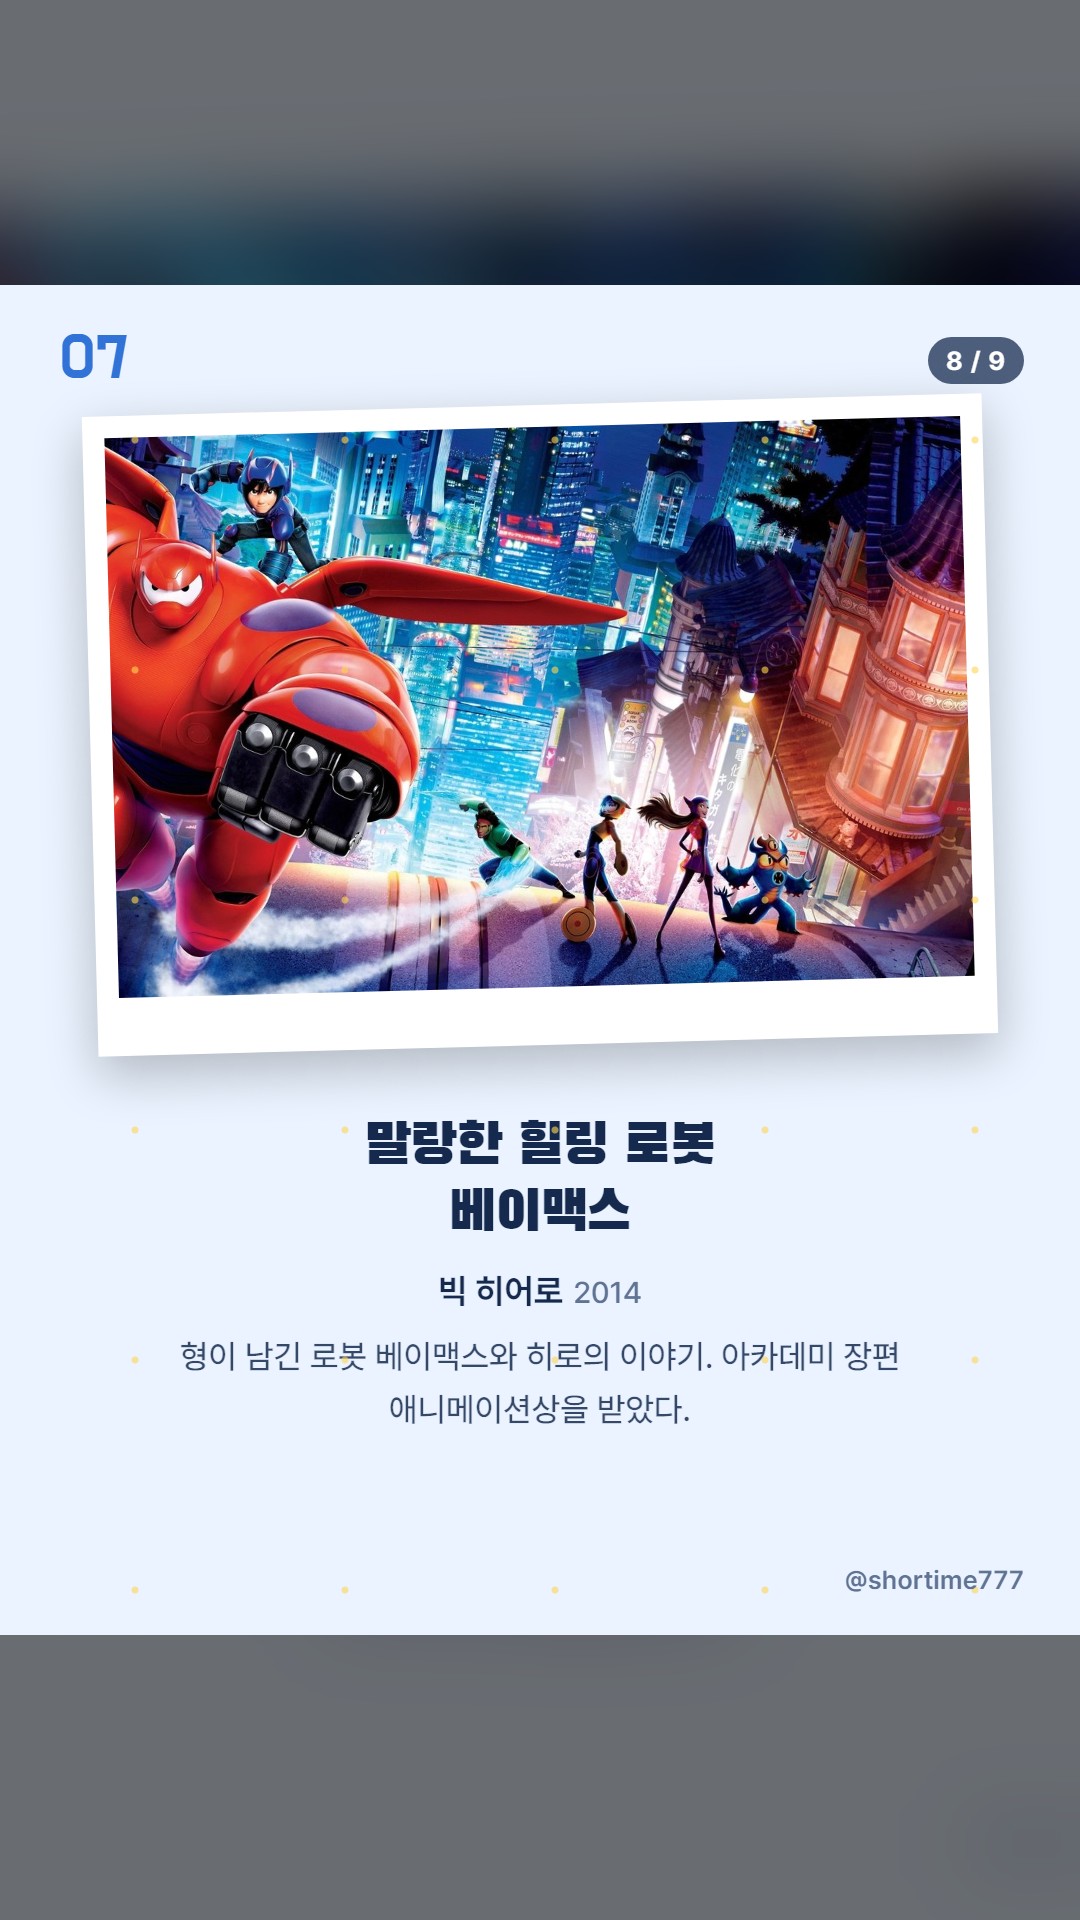 07
8 / 9
말랑한 힐링 로봇
베이맥스
빅 히어로 2014
형이 남긴 로봇 베이맥스와 히로의 이야기. 아카데미 장편
애니메이션상을 받았다.
@shortime777